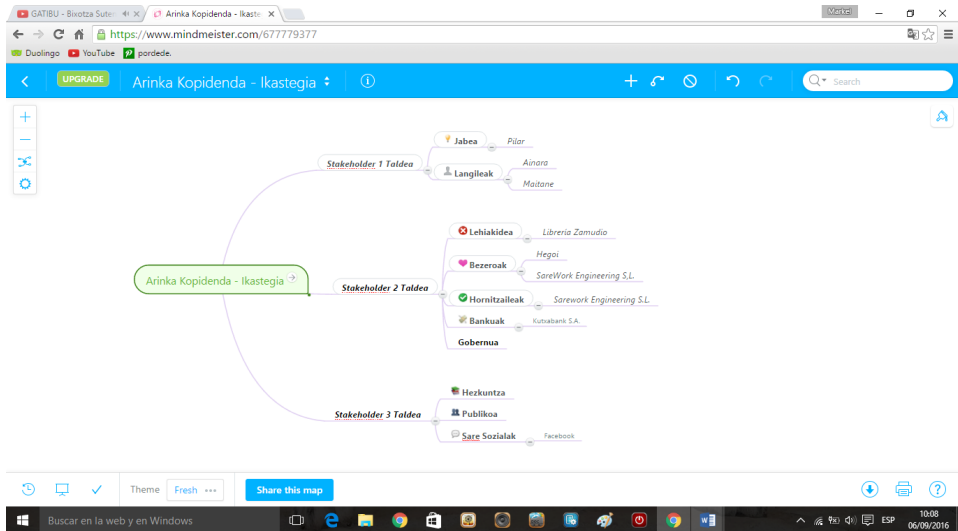 GATIBU - Bixotza Sute
Arinka Kopidenda - Ikaste
Markel
https://www.mindmeister.com/677779377
Duolingo
YouTube
pordede.
UPGRADE
Arinka Kopidenda - Ikastegia
Search
Jabea
Pilar
Stakeholder 1 Taldea
Langileak
Ainara
Maitane
Lehiakidea
Libreria Zamudio
Bezeroak
Hegoi
SareWork Engineering S,L.
Arinka Kopidenda - Ikastegia
Stakeholder 2 Taldea
Hornitzaileak
Sarework Engineering S.L.
Bankuak
Kutxabank S.A.
Gobernua
Hezkuntza
Stakeholder 3 Taldea
Publikoa
Sare Sozialak
Facebook
Theme
Fresh
Share this map
Buscar en la web y en Windows
ESP
10:08
06/09/2016